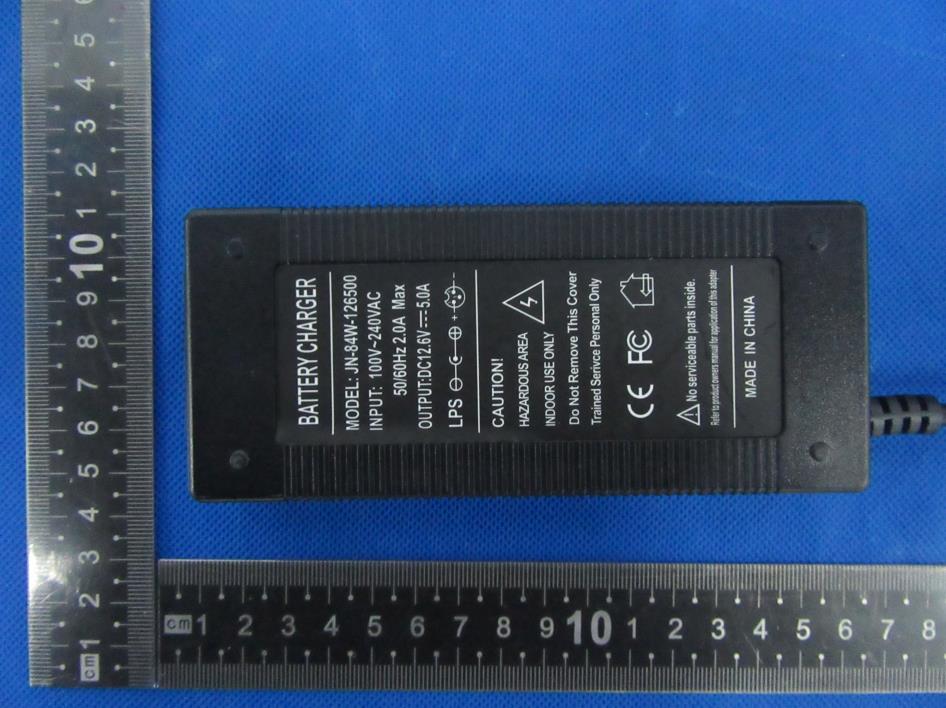 BATTERY CHARGER
MODEL: JN-84W-126500
INPUT: 100V~240VAC
50/60Hz 2.0A Max
OUTPUT:DC12.6V⎓5.0A
LPS ⊖ C ⊕ + -
CAUTION!
HAZARDOUS AREA
INDOOR USE ONLY
Do Not Remove This Cover
Trained Serivce Personal Only
CE FC
No serviceable parts inside.
Refer to product owners manual for application of this adapter
MADE IN CHINA
5
3
2
1
10
9
8
7
6
5
4
3
2
1
cm
cm 1 2 3 4 5 6 7 8 9 10 1 2 3 4 5 6 7 8